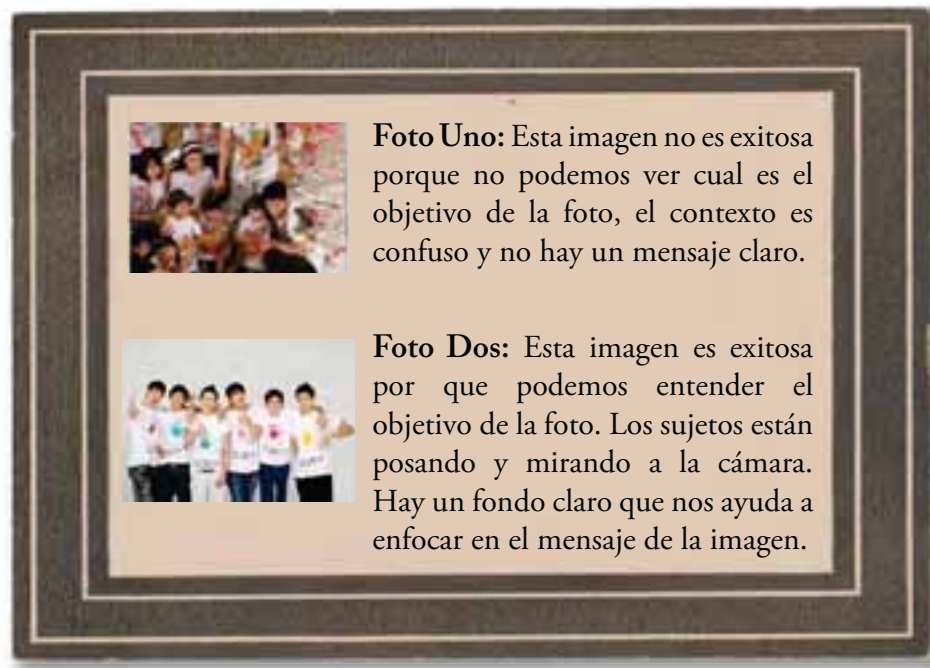 Foto Uno: Esta imagen no es exitosa
porque no podemos ver cual es el
objetivo de la foto, el contexto es
confuso y no hay un mensaje claro.
Foto Dos: Esta imagen es exitosa
por que podemos entender el
objetivo de la foto. Los sujetos están
posando y mirando a la cámara.
Hay un fondo claro que nos ayuda a
enfocar en el mensaje de la imagen.